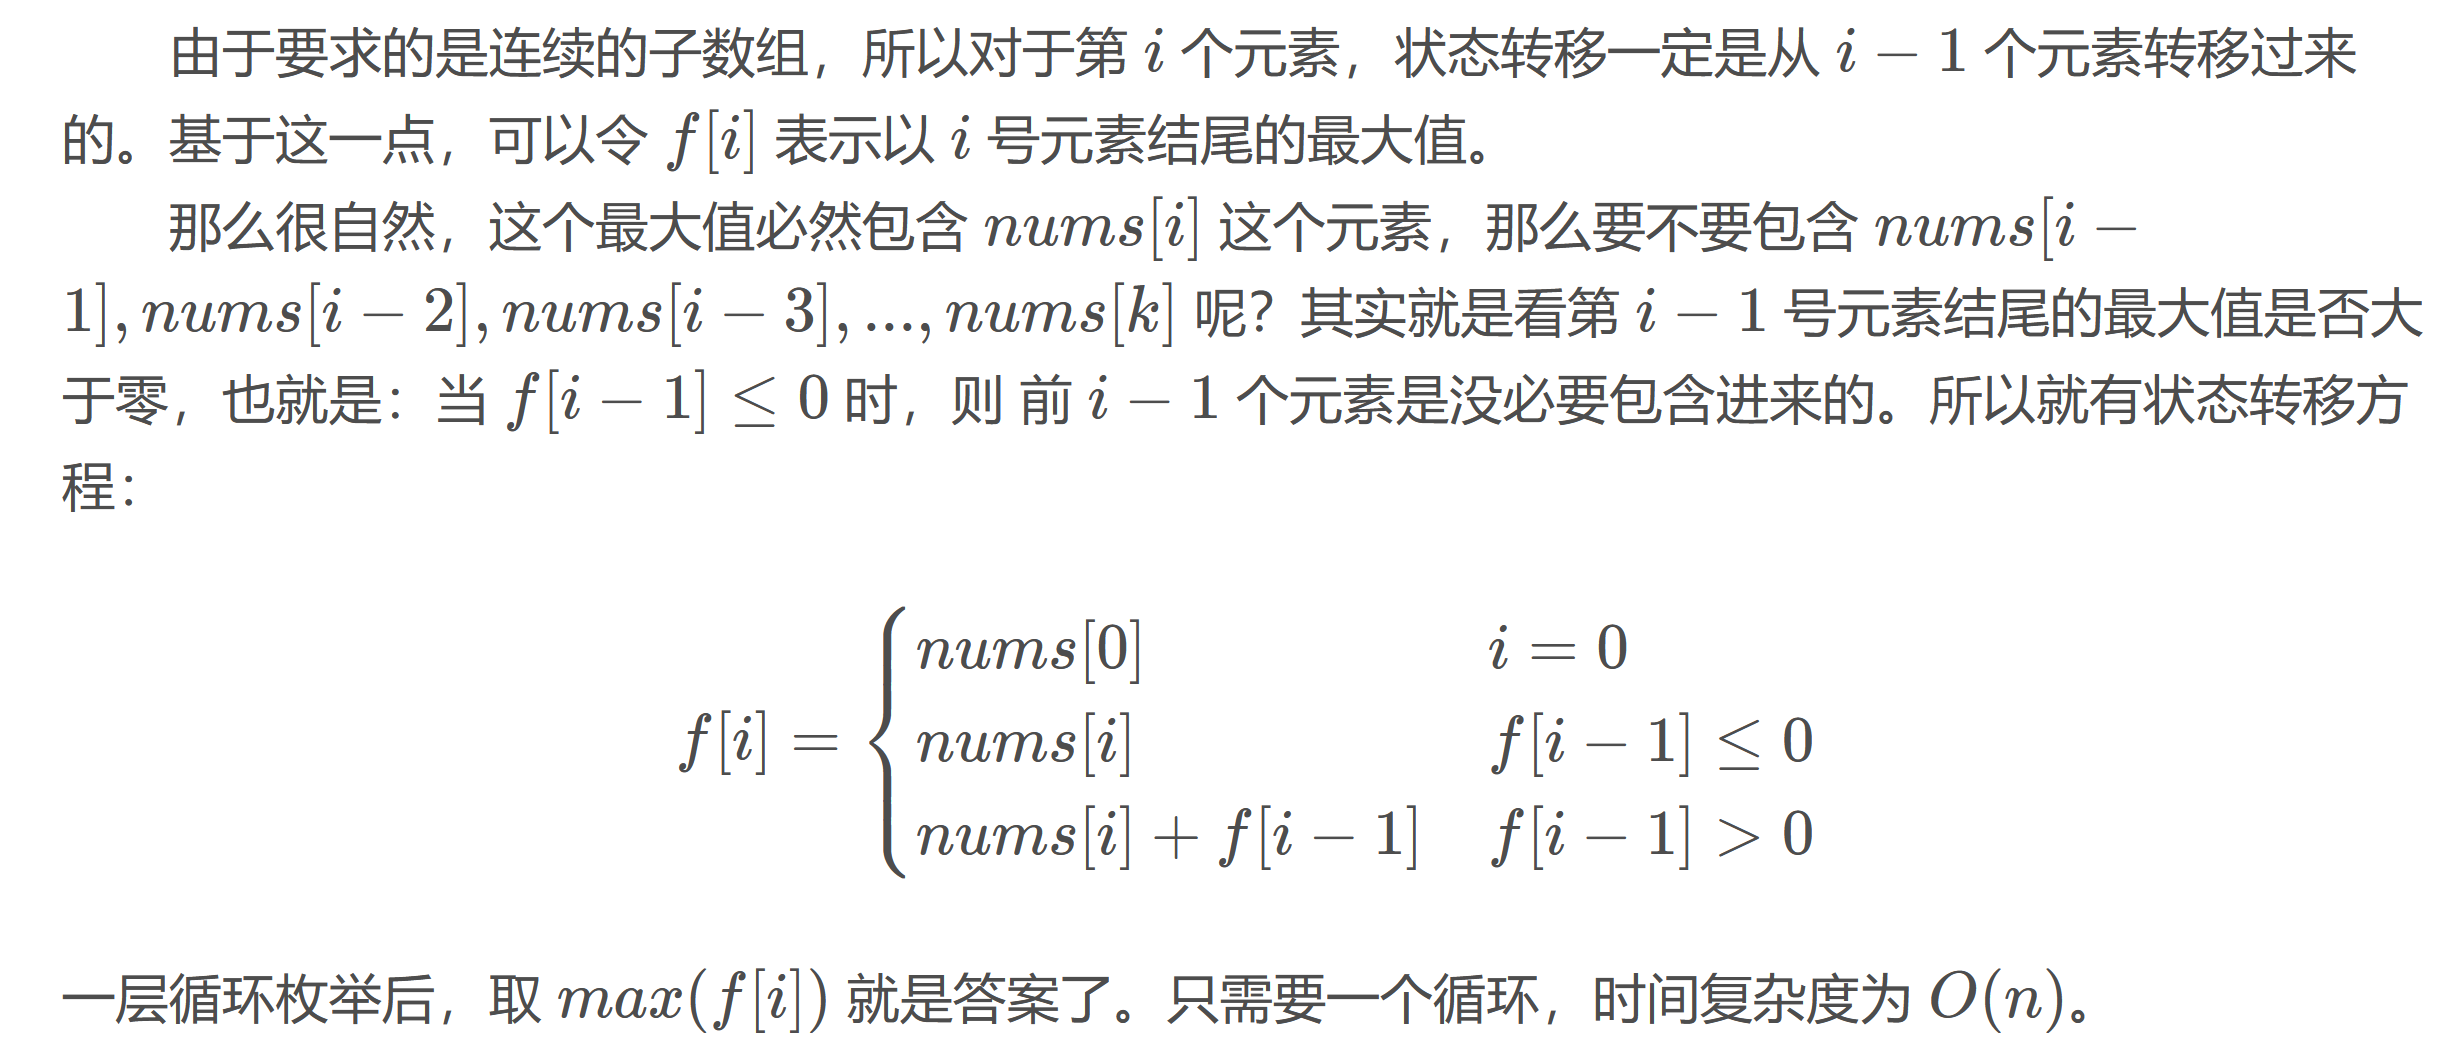 由于要求的是连续的子数组，所以对于第 i 个元素，状态转移一定是从 i − 1 个元素转移过来
的。基于这一点，可以令 f[i] 表示以 i 号元素结尾的最大值。
那么很自然，这个最大值必然包含 nums[i] 这个元素，那么要不要包含 nums[i −
1], nums[i − 2], nums[i − 3], ..., nums[k] 呢？其实就是看第 i − 1 号元素结尾的最大值是否大
于零，也就是：当 f[i − 1] ≤ 0 时，则 前 i − 1 个元素是没必要包含进来的。所以就有状态转移方
程：
nums[0] i = 0
f[i] = { nums[i] f[i − 1] ≤ 0
nums[i] + f[i − 1] f[i − 1] > 0
一层循环枚举后，取 max(f[i]) 就是答案了。只需要一个循环，时间复杂度为 O(n)。